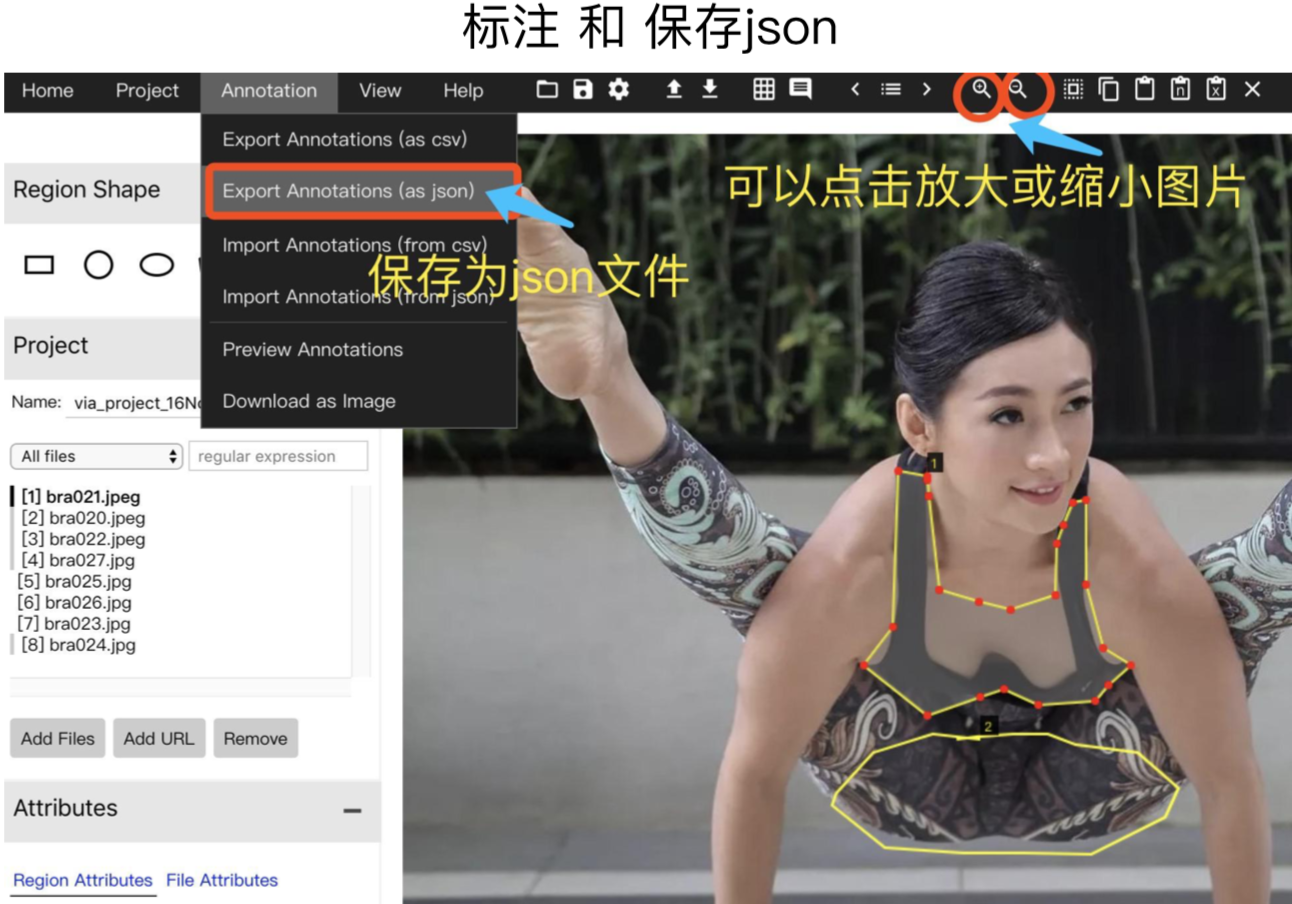 标注 和 保存json
Home Project Annotation View Help
Export Annotations (as csv)
Export Annotations (as json)
Import Annotations (from csv)
Import Annotations (from json)
Preview Annotations
Download as Image
可以点击放大或缩小图片
保存为json文件
Region Shape
Project
Name: via_project_16N
All files regular expression
[1] bra021.jpeg
[2] bra020.jpeg
[3] bra022.jpeg
[4] bra027.jpg
[5] bra025.jpg
[6] bra026.jpg
[7] bra023.jpg
[8] bra024.jpg
Add Files Add URL Remove
Attributes
Region Attributes File Attributes
1
2